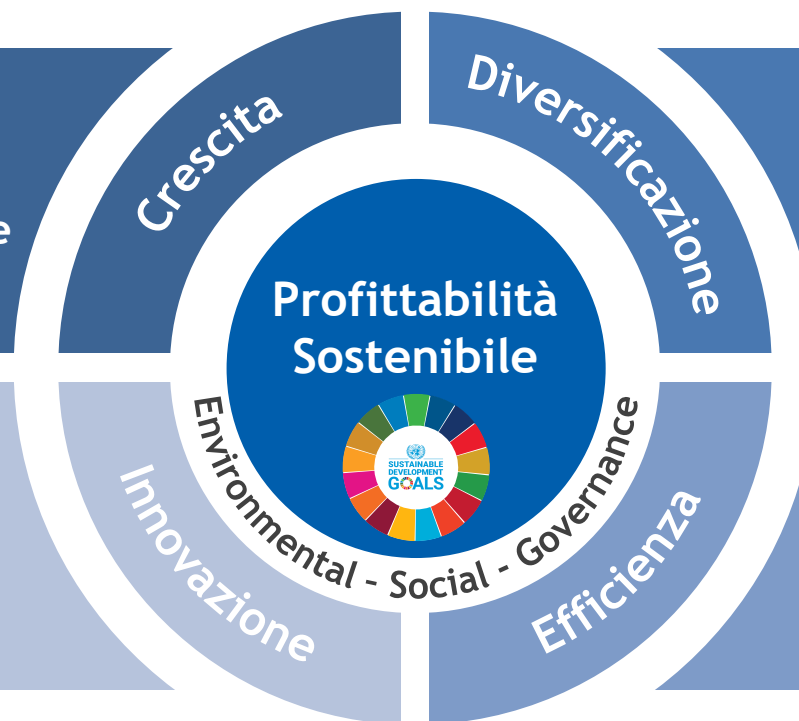 Crescita
Diversificazione
e
Profittabilità
Sostenibile
SUSTAINABLE
DEVELOPMENT
GOALS
Environmental - Social - Governance
Innovazione
Efficienza